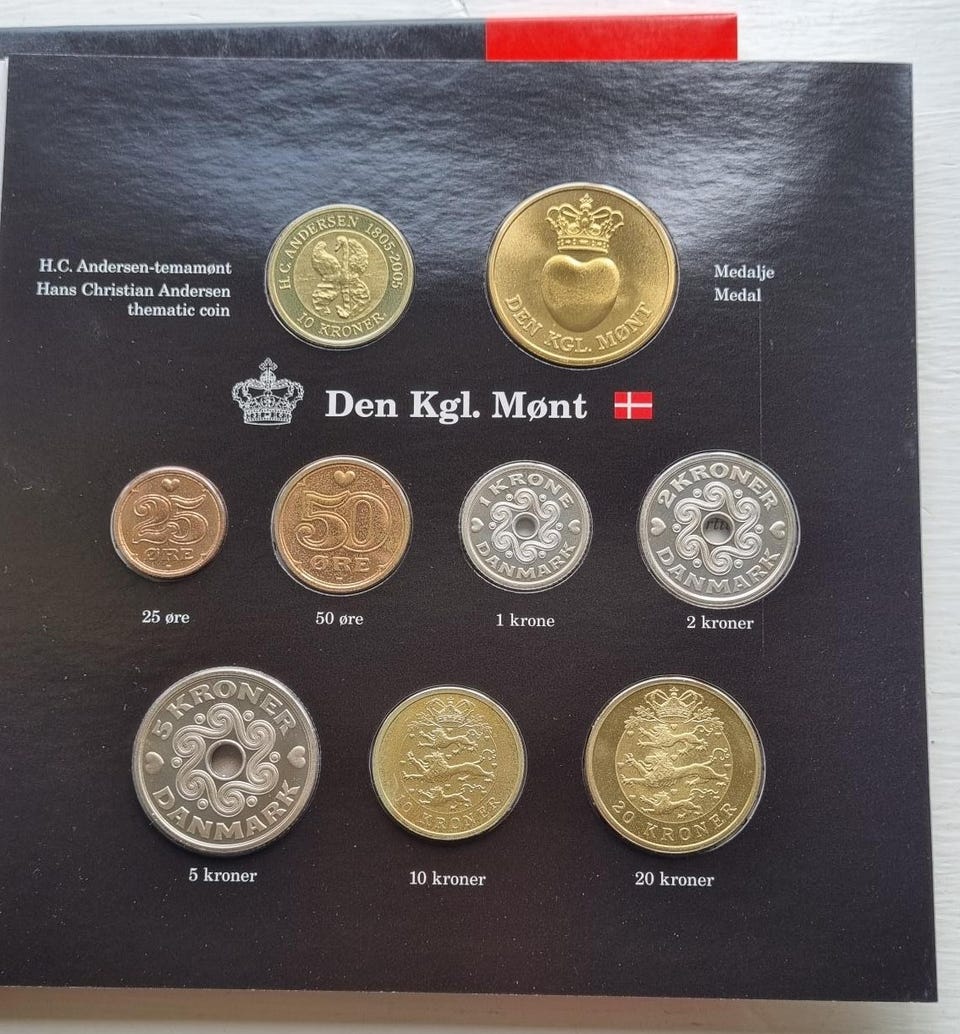 H.C. Andersen-temamønt
Hans Christian Andersen
thematic coin
H.C. ANDERSEN 1805-2005
10 KRONER
DEN KGL. MØNT
Medalje
Medal
Den Kgl. Mønt
25
ØRE
50
ØRE
1 KRONE
DANMARK
2 KRONER
DANMARK
25 øre
50 øre
1 krone
2 kroner
5 KRONER
DANMARK
10 KRONER
20 KRONER
5 kroner
10 kroner
20 kroner